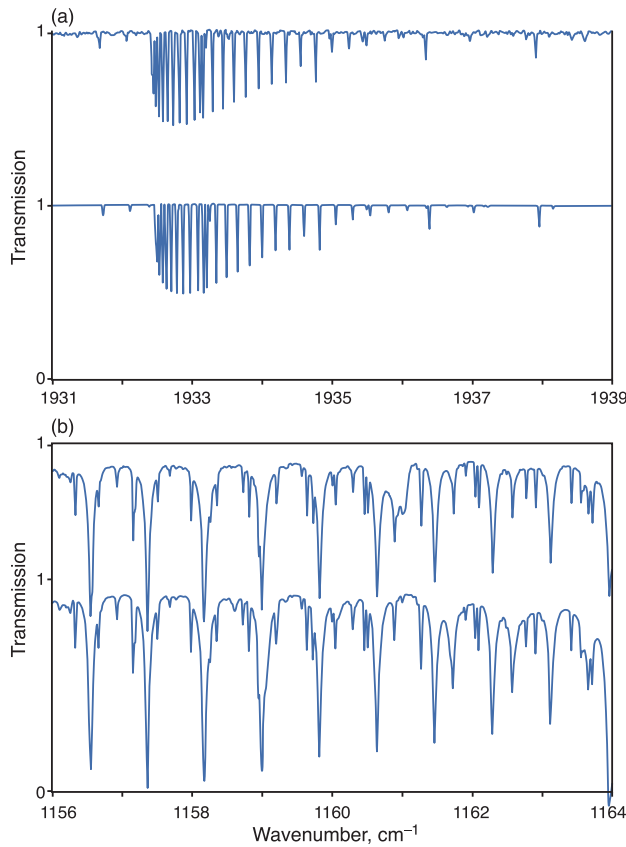 (a)
1
Transmission
1
0
1931 1933 1935 1937 1939
(b)
1
1
Transmission
0
1156 1158 1160 1162 1164
Wavenumber, cm⁻¹